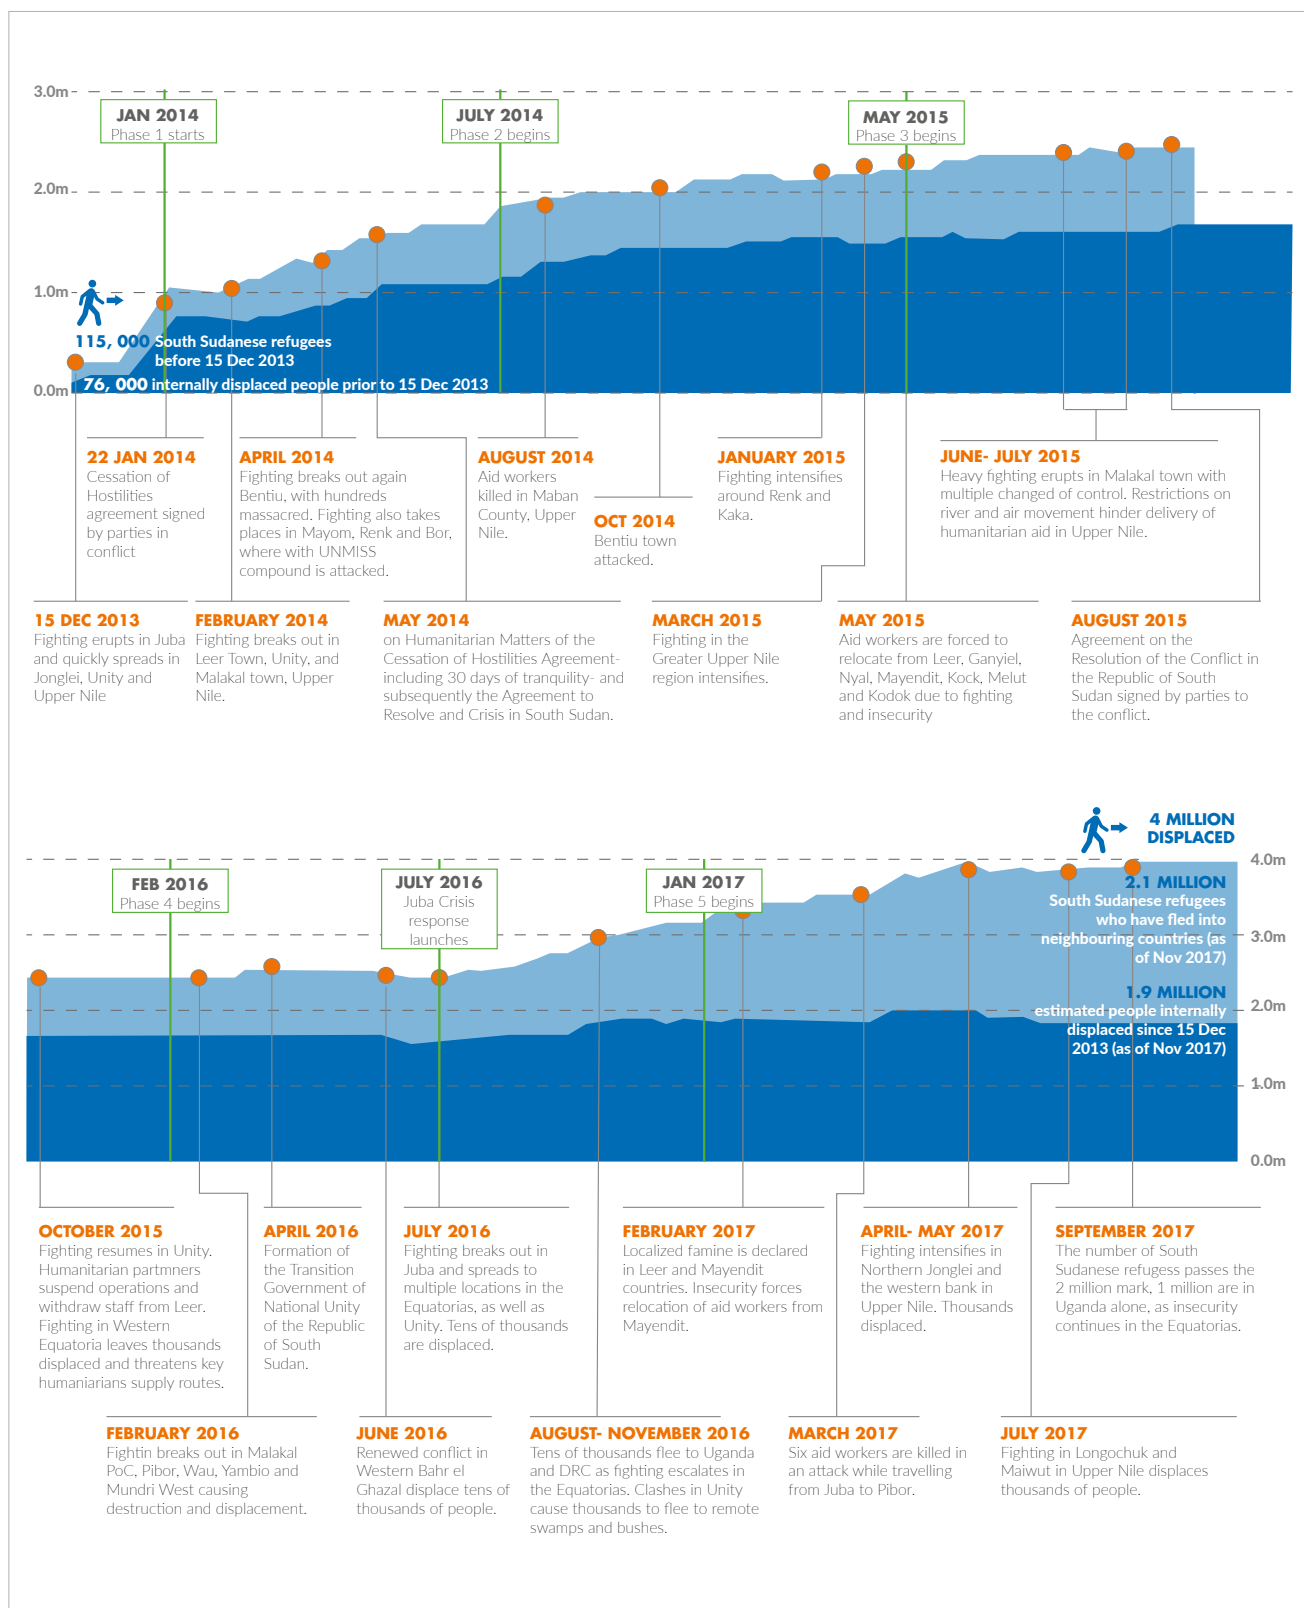 3.0m
JAN 2014
Phase 1 starts
JULY 2014
Phase 2 begins
MAY 2015
Phase 3 begins
2.0m
1.0m
115, 000 South Sudanese refugees
before 15 Dec 2013
76, 000 internally displaced people prior to 15 Dec 2013
0.0m
22 JAN 2014
Cessation of
Hostilities
agreement signed
by parties in
conflict
APRIL 2014
Fighting breaks out again
Bentiu, with hundreds
massacred. Fighting also takes
places in Mayom, Renk and Bor,
where with UNMISS
compound is attacked.
AUGUST 2014
Aid workers
killed in Maban
County, Upper
Nile.
OCT 2014
Bentiu town
attacked.
JANUARY 2015
Fighting intensifies
around Renk and
Kaka.
JUNE- JULY 2015
Heavy fighting erupts in Malakal town with
multiple changed of control. Restrictions on
river and air movement hinder delivery of
humanitarian aid in Upper Nile.
15 DEC 2013
Fighting erupts in Juba
and quickly spreads in
Jonglei, Unity and
Upper Nile
FEBRUARY 2014
Fighting breaks out in
Leer Town, Unity, and
Malakal town, Upper
Nile.
MAY 2014
on Humanitarian Matters of the
Cessation of Hostilities Agreement-
including 30 days of tranquility- and
subsequently the Agreement to
Resolve and Crisis in South Sudan.
MARCH 2015
Fighting in the
Greater Upper Nile
region intensifies.
MAY 2015
Aid workers are forced to
relocate from Leer, Ganyiel,
Nyal, Mayendit, Kock, Melut
and Kodok due to fighting
and insecurity
AUGUST 2015
Agreement on the
Resolution of the Conflict in
the Republic of South
Sudan signed by parties to
the conflict.
4 MILLION
DISPLACED
4.0m
FEB 2016
Phase 4 begins
JULY 2016
Juba Crisis
response
launches
JAN 2017
Phase 5 begins
2.1 MILLION
South Sudanese refugees
who have fled into
neighbouring countries (as
of Nov 2017)
3.0m
1.9 MILLION
estimated people internally
displaced since 15 Dec
2013 (as of Nov 2017)
2.0m
1.0m
0.0m
OCTOBER 2015
Fighting resumes in Unity.
Humanitarian partmners
suspend operations and
withdraw staff from Leer.
Fighting in Western
Equatoria leaves thousands
displaced and threatens key
humaniarians supply routes.
APRIL 2016
Formation of
the Transition
Government of
National Unity
of the Republic
of South
Sudan.
JULY 2016
Fighting breaks out in
Juba and spreads to
multiple locations in the
Equatorias, as well as
Unity. Tens of thousands
are displaced.
FEBRUARY 2017
Localized famine is declared
in Leer and Mayendit
countries. Insecurity forces
relocation of aid workers from
Mayendit.
APRIL- MAY 2017
Fighting intensifies in
Northern Jonglei and
the western bank in
Upper Nile. Thousands
displaced.
SEPTEMBER 2017
The number of South
Sudanese refugess passes the
2 million mark, 1 million are in
Uganda alone, as insecurity
continues in the Equatorias.
FEBRUARY 2016
Fightin breaks out in Malakal
PoC, Pibor, Wau, Yambio and
Mundri West causing
destruction and displacement.
JUNE 2016
Renewed conflict in
Western Bahr el
Ghazal displace tens of
thousands of people.
AUGUST- NOVEMBER 2016
Tens of thousands flee to Uganda
and DRC as fighting escalates in
the Equatorias. Clashes in Unity
cause thousands to flee to remote
swamps and bushes.
MARCH 2017
Six aid workers are killed in
an attack while travelling
from Juba to Pibor.
JULY 2017
Fighting in Longochuk and
Maiwut in Upper Nile displaces
thousands of people.